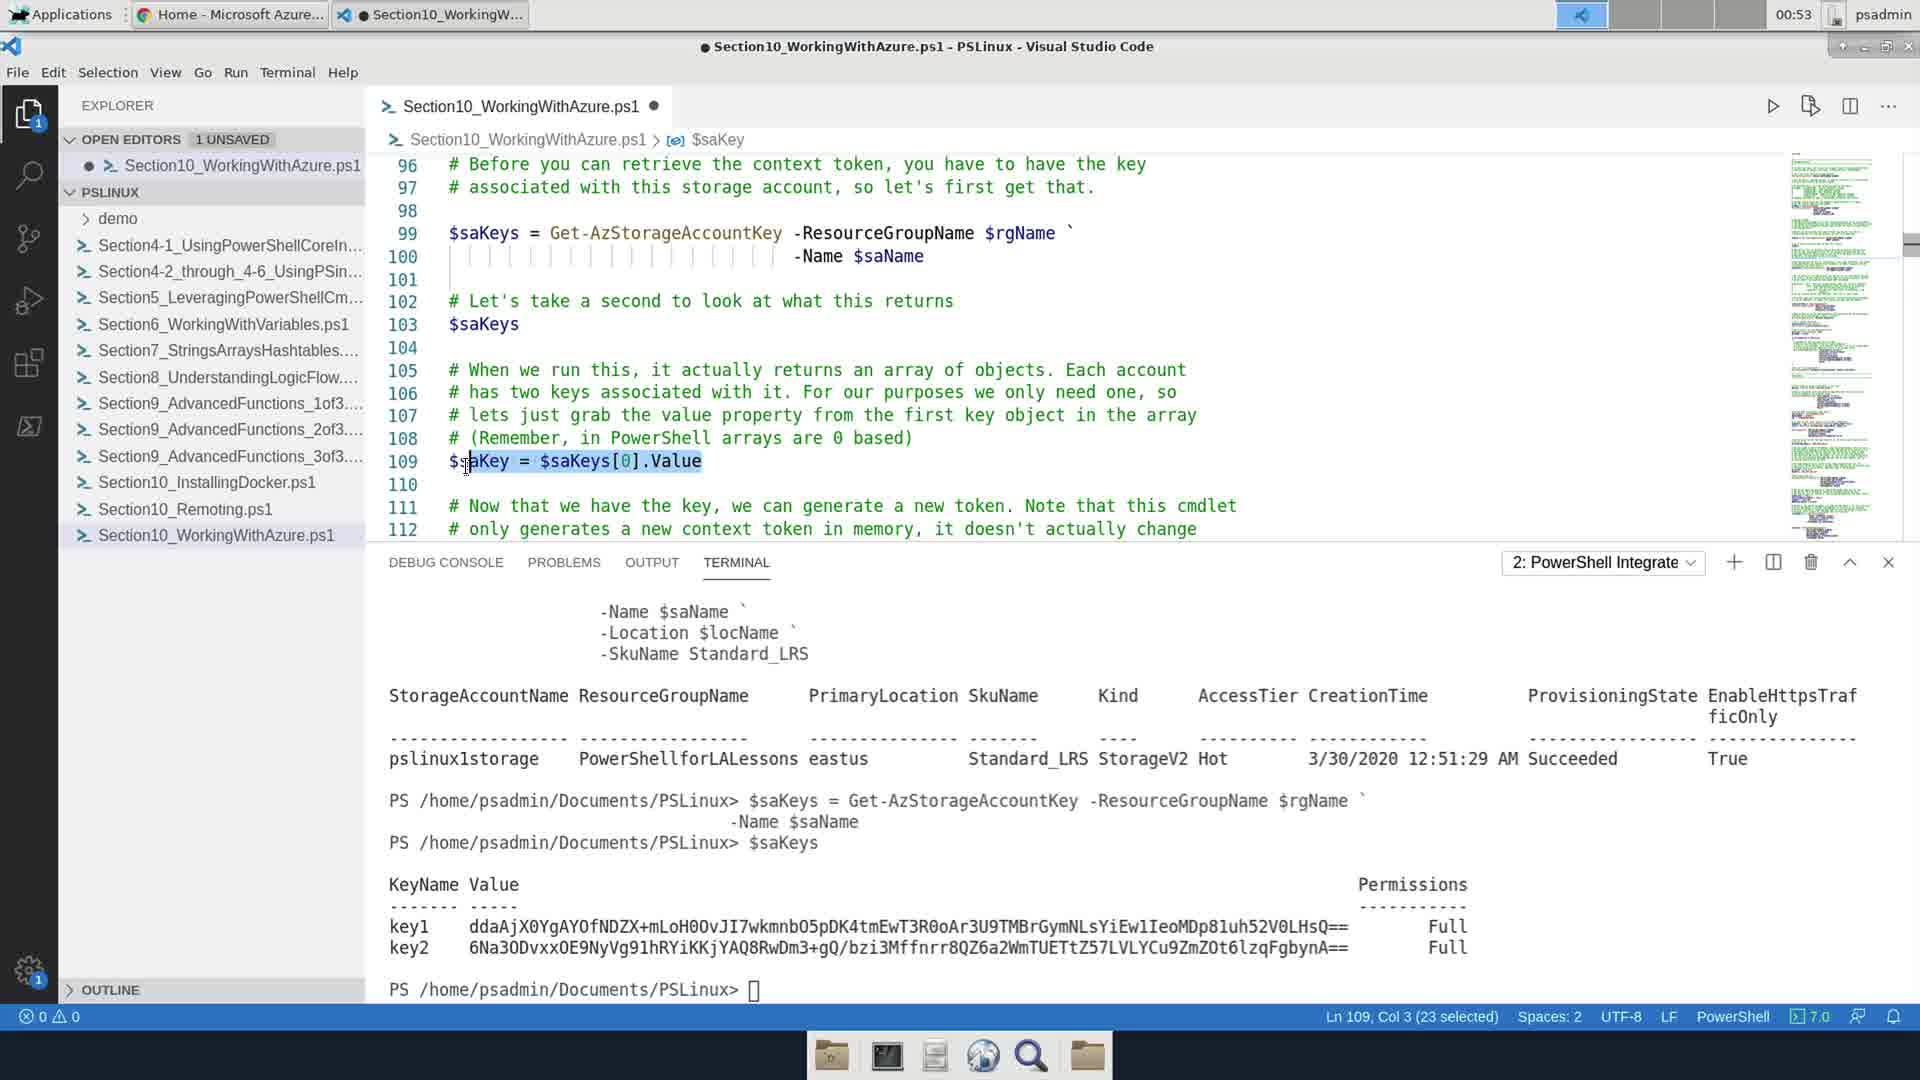 Applications
Home - Microsoft Azure...
● Section10_WorkingW...
00:53
psadmin
● Section10_WorkingWithAzure.ps1 - PSLinux - Visual Studio Code
File Edit Selection View Go Run Terminal Help
EXPLORER
OPEN EDITORS 1 UNSAVED
Section10_WorkingWithAzure.ps1
PSLINUX
demo
Section4-1_UsingPowerShellCoreIn...
Section4-2_through_4-6_UsingPSin...
Section5_LeveragingPowerShellCm...
Section6_WorkingWithVariables.ps1
Section7_StringsArraysHashtables....
Section8_UnderstandingLogicFlow....
Section9_AdvancedFunctions_1of3....
Section9_AdvancedFunctions_2of3....
Section9_AdvancedFunctions_3of3....
Section10_InstallingDocker.ps1
Section10_Remoting.ps1
Section10_WorkingWithAzure.ps1
OUTLINE
Section10_WorkingWithAzure.ps1 ●
Section10_WorkingWithAzure.ps1 > $saKey
96 # Before you can retrieve the context token, you have to have the key
97 # associated with this storage account, so let's first get that.
98
99 $saKeys = Get-AzStorageAccountKey -ResourceGroupName $rgName `
100 -Name $saName
101
102 # Let's take a second to look at what this returns
103 $saKeys
104
105 # When we run this, it actually returns an array of objects. Each account
106 # has two keys associated with it. For our purposes we only need one, so
107 # lets just grab the value property from the first key object in the array
108 # (Remember, in PowerShell arrays are 0 based)
109 $saKey = $saKeys[0].Value
110
111 # Now that we have the key, we can generate a new token. Note that this cmdlet
112 # only generates a new context token in memory, it doesn't actually change
DEBUG CONSOLE PROBLEMS OUTPUT TERMINAL
2: PowerShell Integrate
-Name $saName `
-Location $locName `
-SkuName Standard_LRS
StorageAccountName ResourceGroupName PrimaryLocation SkuName Kind AccessTier CreationTime ProvisioningState EnableHttpsTraf
ficOnly
------------------ ----------------- --------------- ------- ---- ---------- ------------ ----------------- ---------------
pslinux1storage PowerShellforLALessons eastus Standard_LRS StorageV2 Hot 3/30/2020 12:51:29 AM Succeeded True
PS /home/psadmin/Documents/PSLinux> $saKeys = Get-AzStorageAccountKey -ResourceGroupName $rgName `
-Name $saName
PS /home/psadmin/Documents/PSLinux> $saKeys
KeyName Value Permissions
------- ----- -----------
key1 ddaAjX0YgAYOfNDZX+mLoH0OvJI7wkmnbO5pDK4tmEwT3R0oAr3U9TMBrGymNLsYiEw1IeoMDp81uh52V0LHsQ== Full
key2 6Na3ODvxxOE9NyVg91hRYiKKjYAQ8RwDm3+gQ/bzi3Mffnrr8QZ6a2WmTUETtZ57LVLYCu9ZmZOt6lzqFgbynA== Full
PS /home/psadmin/Documents/PSLinux>
0 0
Ln 109, Col 3 (23 selected) Spaces: 2 UTF-8 LF PowerShell 7.0